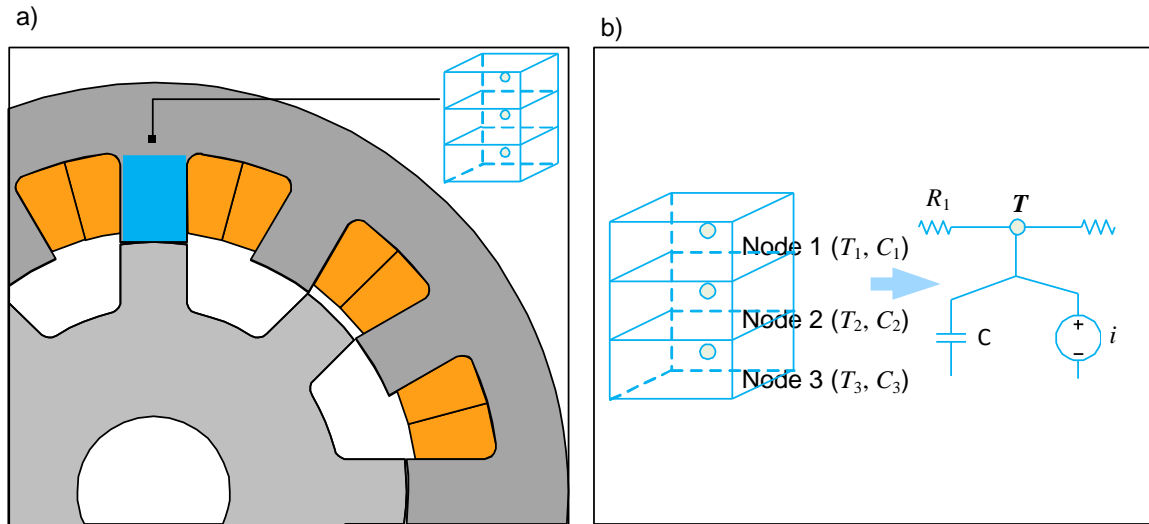 a)
b)
R₁
T
Node 1 (T₁, C₁)
Node 2 (T₂, C₂)
C
+
−
i
Node 3 (T₃, C₃)